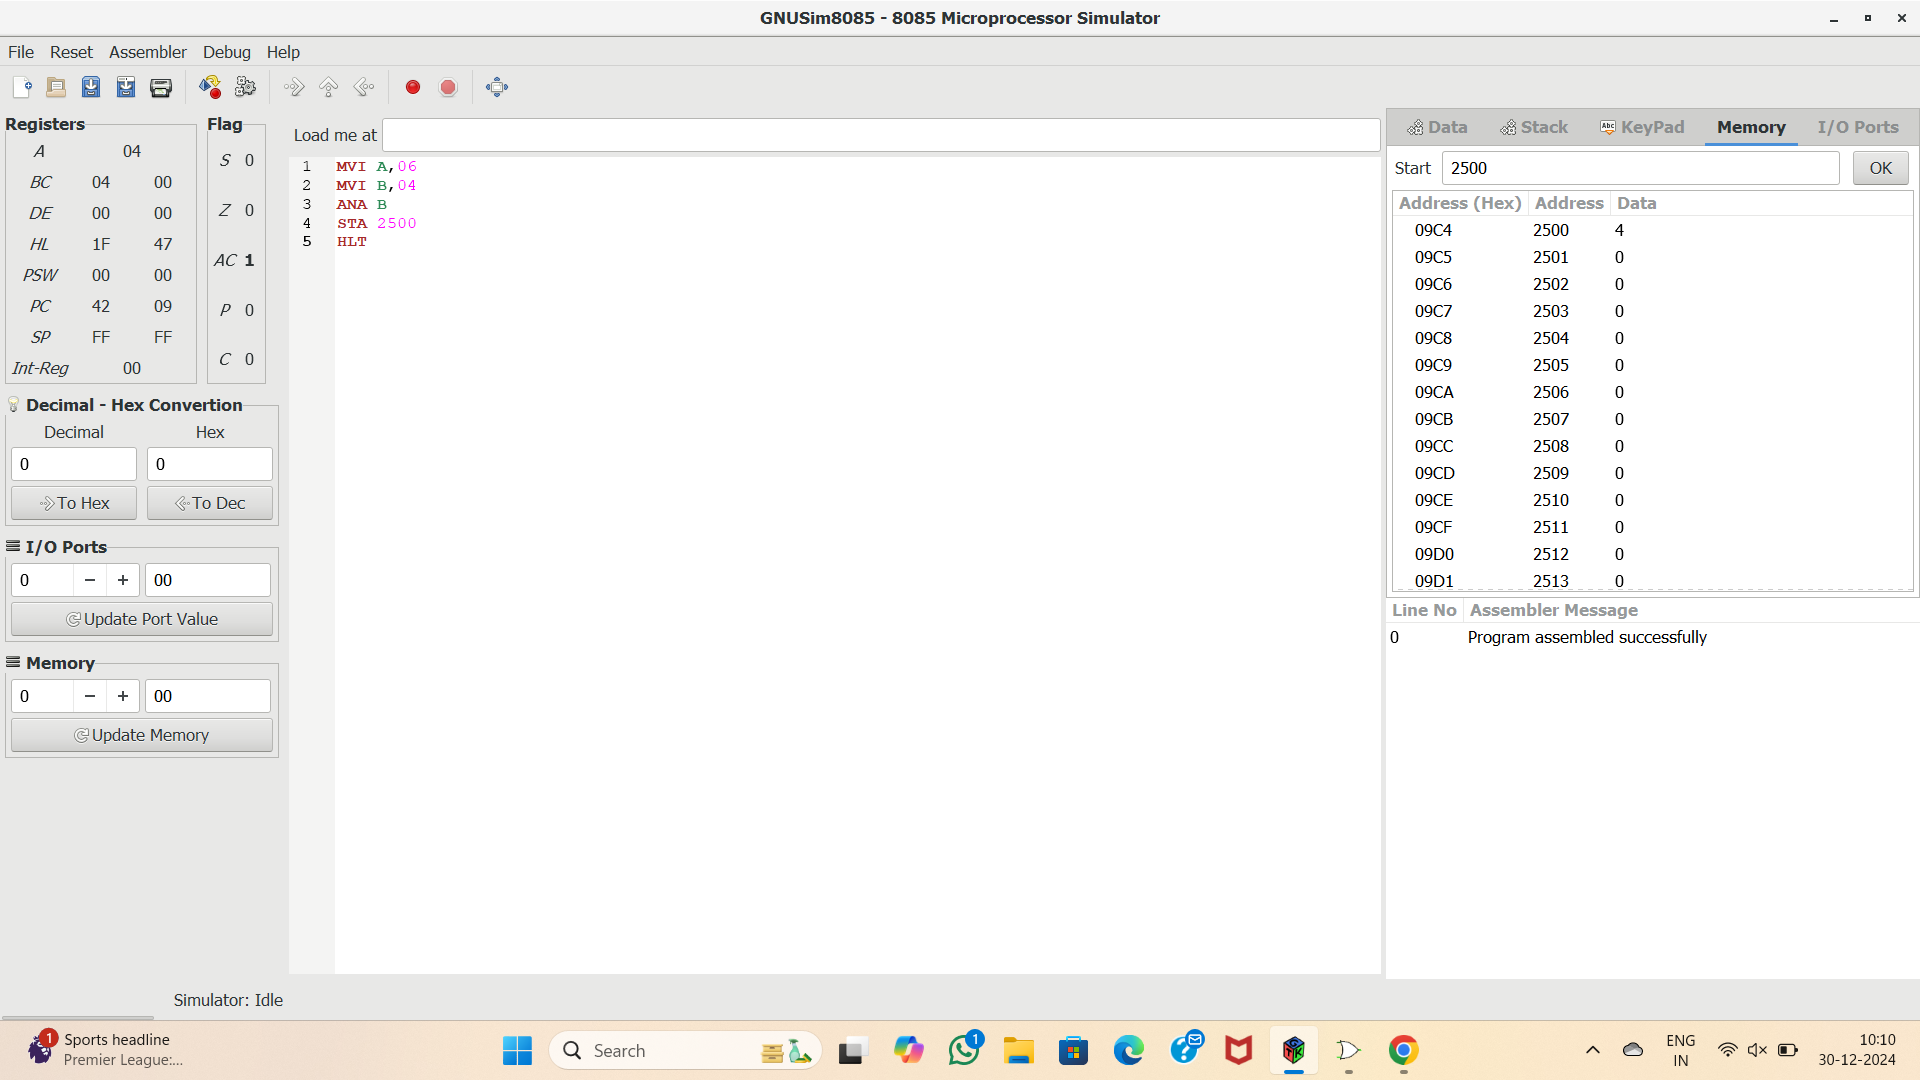 GNUSim8085 - 8085 Microprocessor Simulator
File Reset Assembler Debug Help
Registers
A 04
BC 04 00
DE 00 00
HL 1F 47
PSW 00 00
PC 42 09
SP FF FF
Int-Reg 00
Flag
S 0
Z 0
AC 1
P 0
C 0
Decimal - Hex Convertion
Decimal Hex
0 0
To Hex To Dec
I/O Ports
0 − + 00
Update Port Value
Memory
0 − + 00
Update Memory
Load me at
1 MVI A,06
2 MVI B,04
3 ANA B
4 STA 2500
5 HLT
Data Stack Abc KeyPad Memory I/O Ports
Start 2500 OK
Address (Hex) Address Data
09C4 2500 4
09C5 2501 0
09C6 2502 0
09C7 2503 0
09C8 2504 0
09C9 2505 0
09CA 2506 0
09CB 2507 0
09CC 2508 0
09CD 2509 0
09CE 2510 0
09CF 2511 0
09D0 2512 0
09D1 2513 0
Line No Assembler Message
0 Program assembled successfully
Simulator: Idle
1 Sports headline
Premier League:...
Search
1
ENG
IN
10:10
30-12-2024